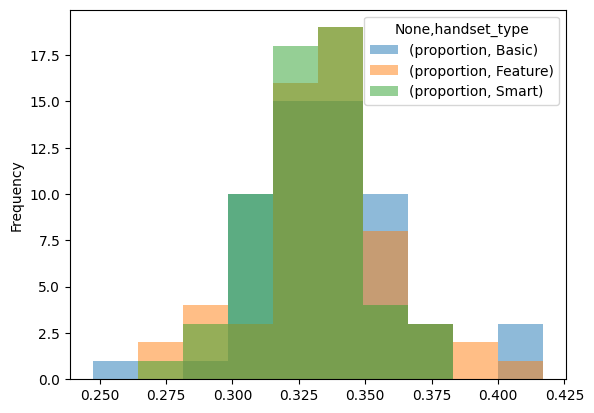 None,handset_type
(proportion, Basic)
(proportion, Feature)
(proportion, Smart)
Frequency
17.5
15.0
12.5
10.0
7.5
5.0
2.5
0.0
0.250 0.275 0.300 0.325 0.350 0.375 0.400 0.425